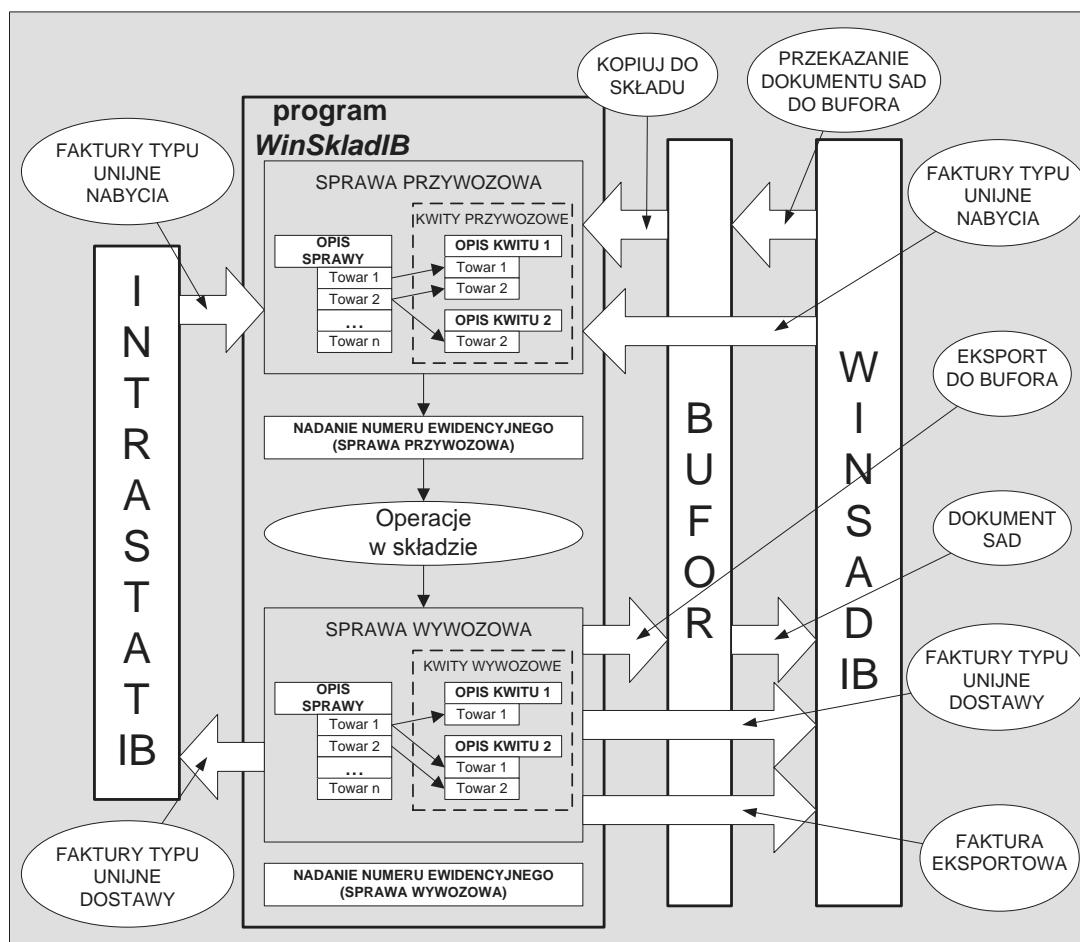 KOPIUJ DO
SKŁADU
PRZEKAZANIE
DOKUMENTU SAD
DO BUFORA
program
WinSkladIB
FAKTURY TYPU
UNIJNE
NABYCIA
FAKTURY TYPU
UNIJNE
NABYCIA
SPRAWA PRZYWOZOWA
KWITY PRZYWOZOWE
OPIS
SPRAWY
Towar 1
Towar 2
...
Towar n
OPIS KWITU 1
Towar 1
Towar 2
OPIS KWITU 2
Towar 2
INTRASTAT
IB
BUFOR
WINSAD
IB
EKSPORT
DO BUFORA
NADANIE NUMERU EWIDENCYJNEGO
(SPRAWA PRZYWOZOWA)
Operacje
w składzie
DOKUMENT
SAD
SPRAWA WYWOZOWA
KWITY WYWOZOWE
OPIS
SPRAWY
Towar 1
Towar 2
...
Towar n
OPIS KWITU 1
Towar 1
OPIS KWITU 2
Towar 1
Towar 2
FAKTURY TYPU
UNIJNE
DOSTAWY
FAKTURY TYPU
UNIJNE
DOSTAWY
FAKTURA
EKSPORTOWA
NADANIE NUMERU EWIDENCYJNEGO
(SPRAWA WYWOZOWA)